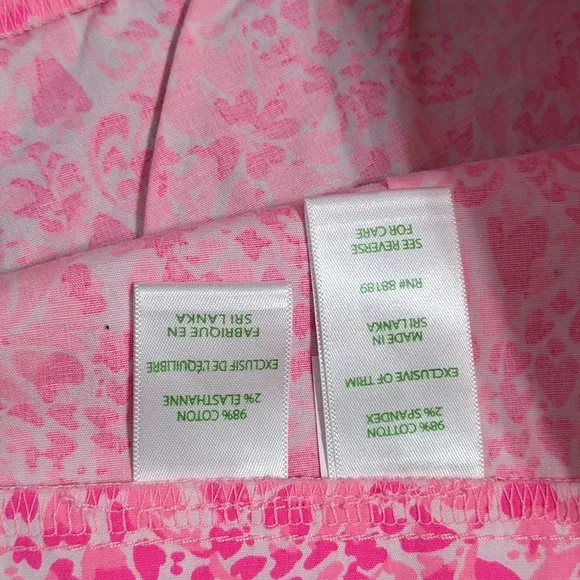 98% COTTON
2% ELASTHANNE
EXCLUSIF DE L'ÉQUILIBRE
FABRIQUE EN
SRI LANKA
98% COTTON
2% SPANDEX
EXCLUSIVE OF TRIM
MADE IN
SRI LANKA
RN# 88189
SEE REVERSE
FOR CARE